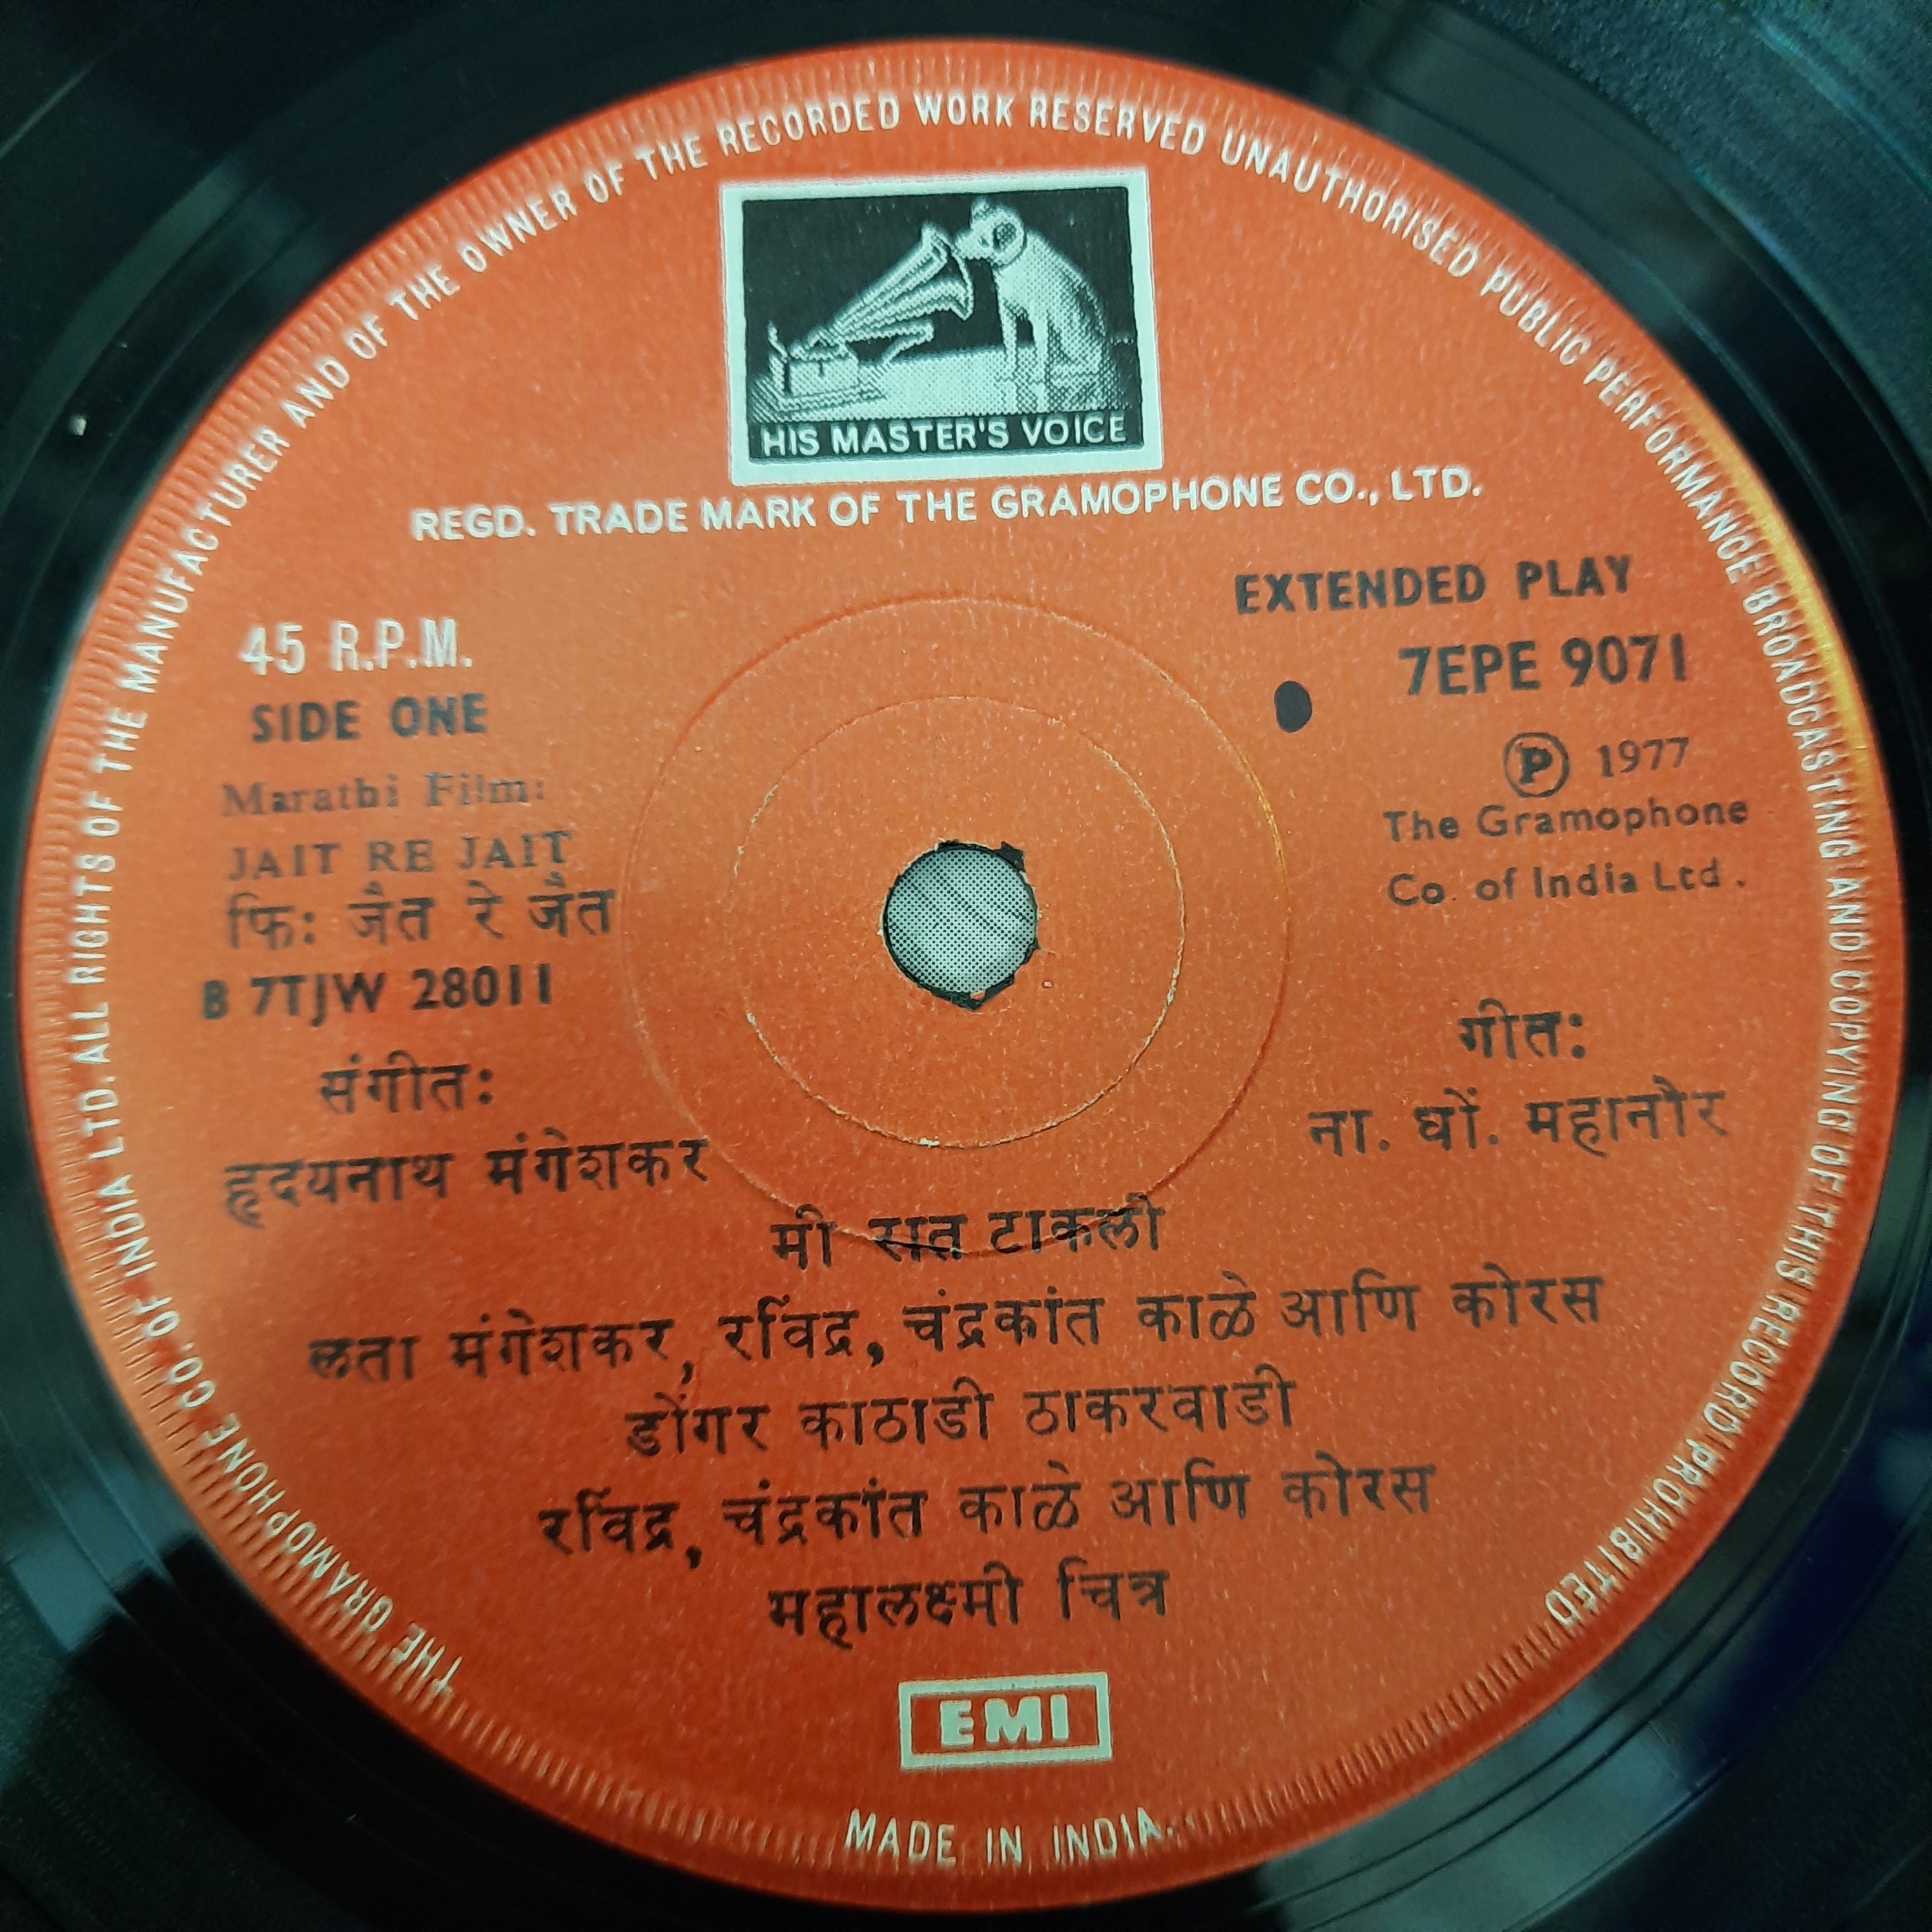 THE GRAMOPHONE CO. OF INDIA LTD. ALL RIGHTS OF THE MANUFACTURER AND OF THE OWNER OF THE RECORDED WORK RESERVED UNAUTHORISED PUBLIC PERFORMANCE BROADCASTING AND COPYING OF THIS RECORD PROHIBITED
HIS MASTER'S VOICE
REGD. TRADE MARK OF THE GRAMOPHONE CO., LTD.
45 R.P.M.
SIDE ONE
Marathi Film:
JAIT RE JAIT
फि: जैत रे जैत
B 7TJW 28011
EXTENDED PLAY
7EPE 9071
Ⓟ 1977
The Gramophone
Co. of India Ltd.
संगीत:
हृदयनाथ मंगेशकर
गीत:
ना. धों. महानोर
मी रात टाकली
लता मंगेशकर, रविंद्र, चंद्रकांत काळे आणि कोरस
डोंगर काठाडी ठाकरवाडी
रविंद्र, चंद्रकांत काळे आणि कोरस
महालक्ष्मी चित्र
EMI
MADE IN INDIA.